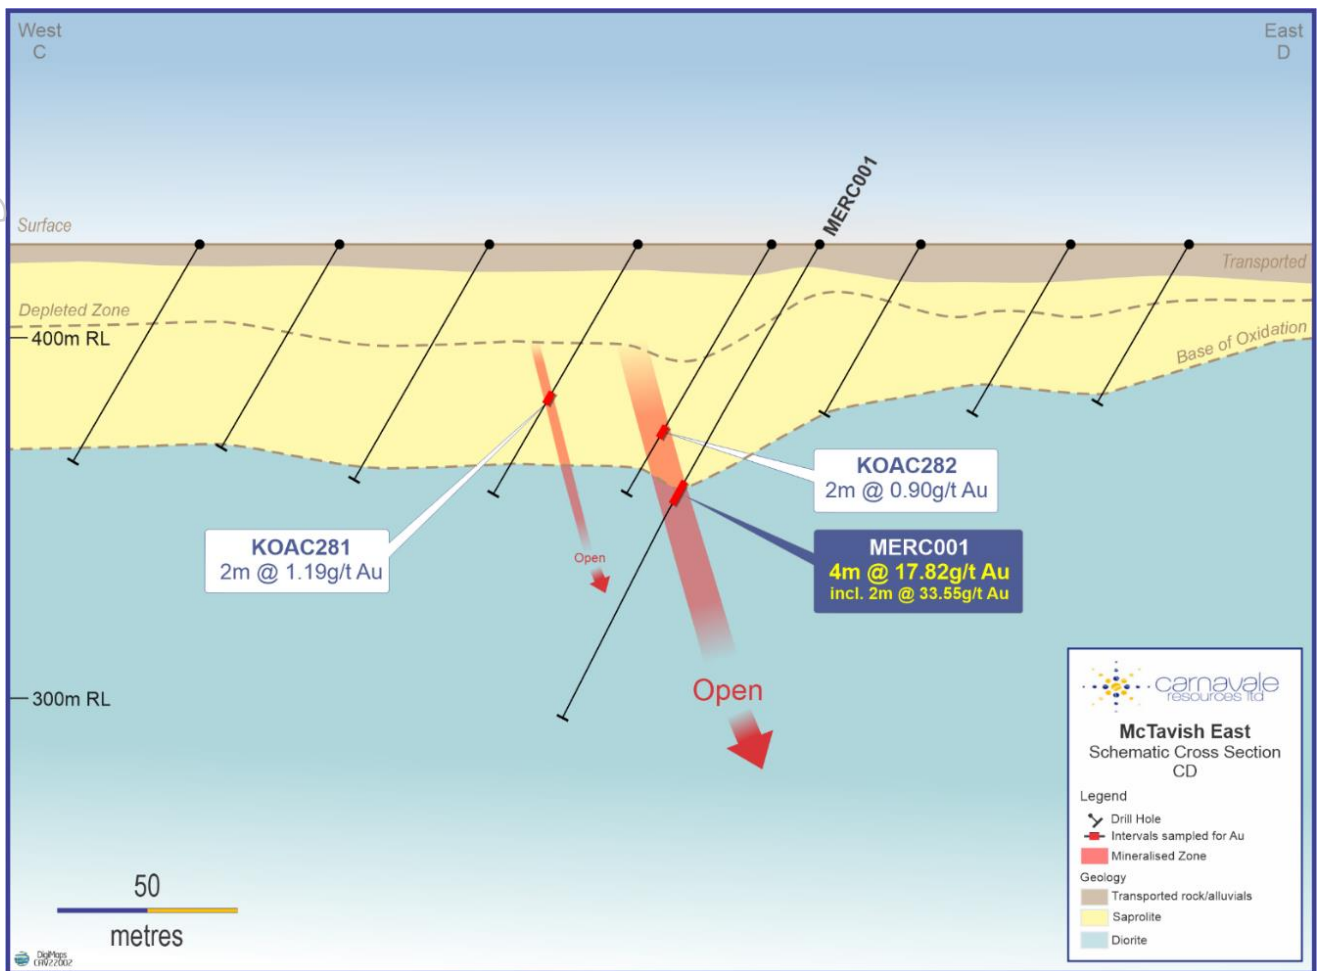 West
C
East
D
MERC001
Surface
Transported
Depleted Zone
400m RL
Base of Oxidation
KOAC282
2m @ 0.90g/t Au
KOAC281
2m @ 1.19g/t Au
MERC001
4m @ 17.82g/t Au
incl. 2m @ 33.55g/t Au
Open
Open
300m RL
carnavale
resources ltd
McTavish East
Schematic Cross Section
CD
Legend
Drill Hole
Intervals sampled for Au
Mineralised Zone
Geology
Transported rock/alluvials
Saprolite
Diorite
50
metres
DigiMaps
CAV22002